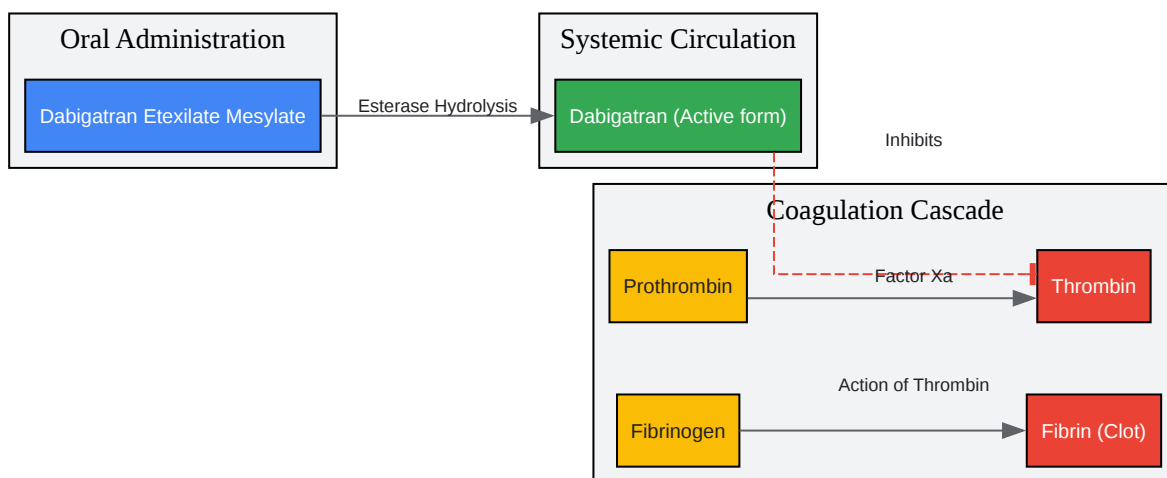 Oral Administration
Systemic Circulation
Dabigatran Etexilate Mesylate
Esterase Hydrolysis
Dabigatran (Active form)
Inhibits
Coagulation Cascade
Prothrombin
Factor Xa
Thrombin
Action of Thrombin
Fibrinogen
Fibrin (Clot)